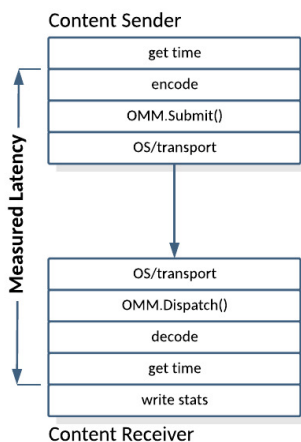 Content Sender
get time
encode
OMM.Submit()
OS/transport
Measured Latency
OS/transport
OMM.Dispatch()
decode
get time
write stats
Content Receiver